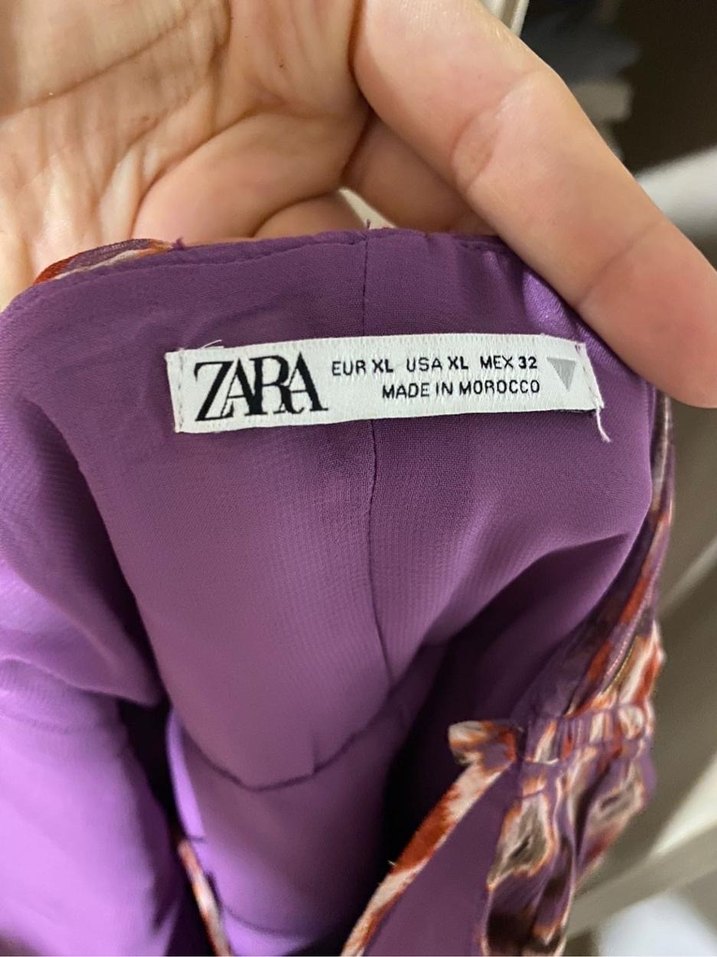 ZARA
EUR XL USA XL MEX 32
MADE IN MOROCCO